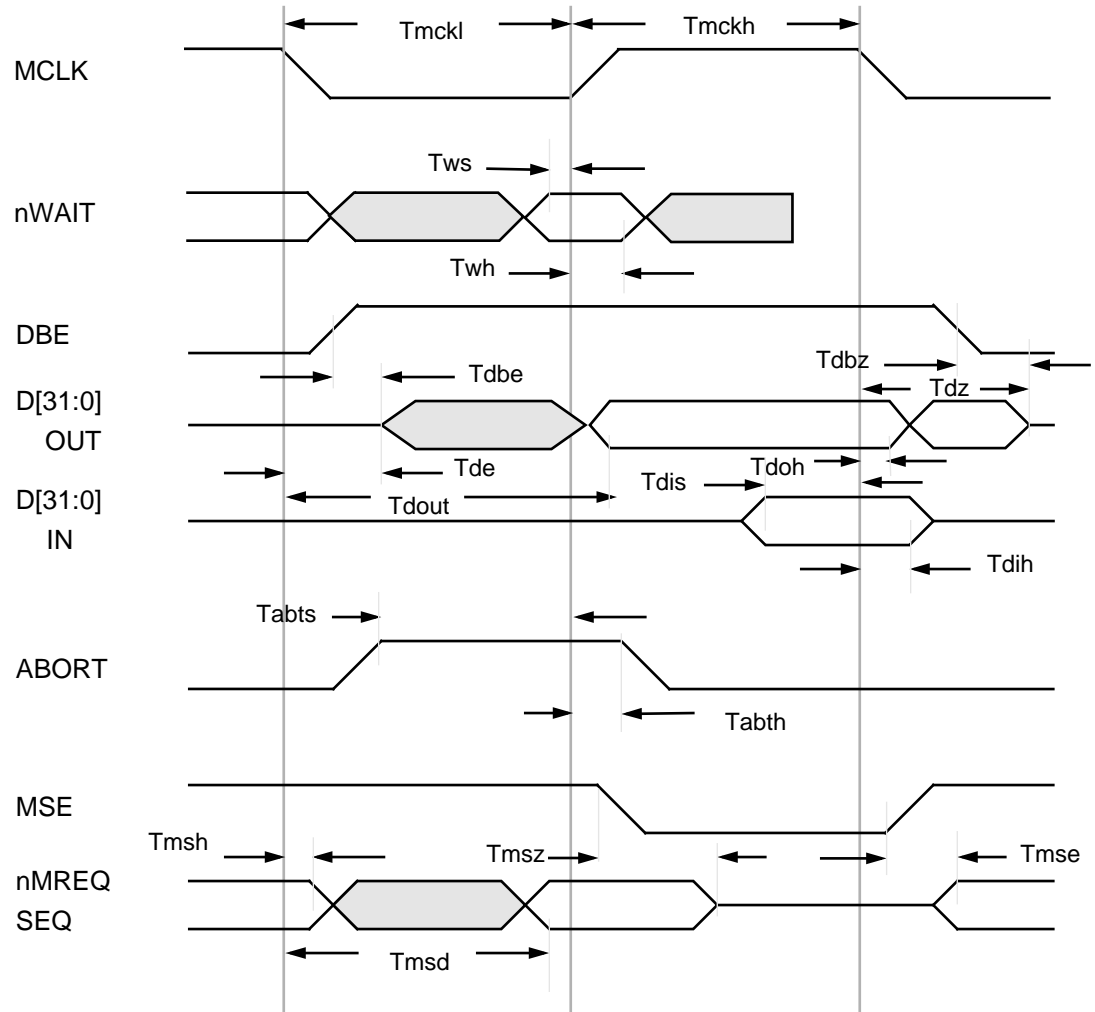 Tmckl Tmckh
MCLK
Tws
nWAIT
Twh
DBE
Tdbz
Tdbe Tdz
D[31:0]
OUT
Tde Tdis Tdoh
D[31:0] Tdout
IN
Tdih
Tabts
ABORT
Tabth
MSE
Tmsh Tmsz Tmse
nMREQ
SEQ
Tmsd